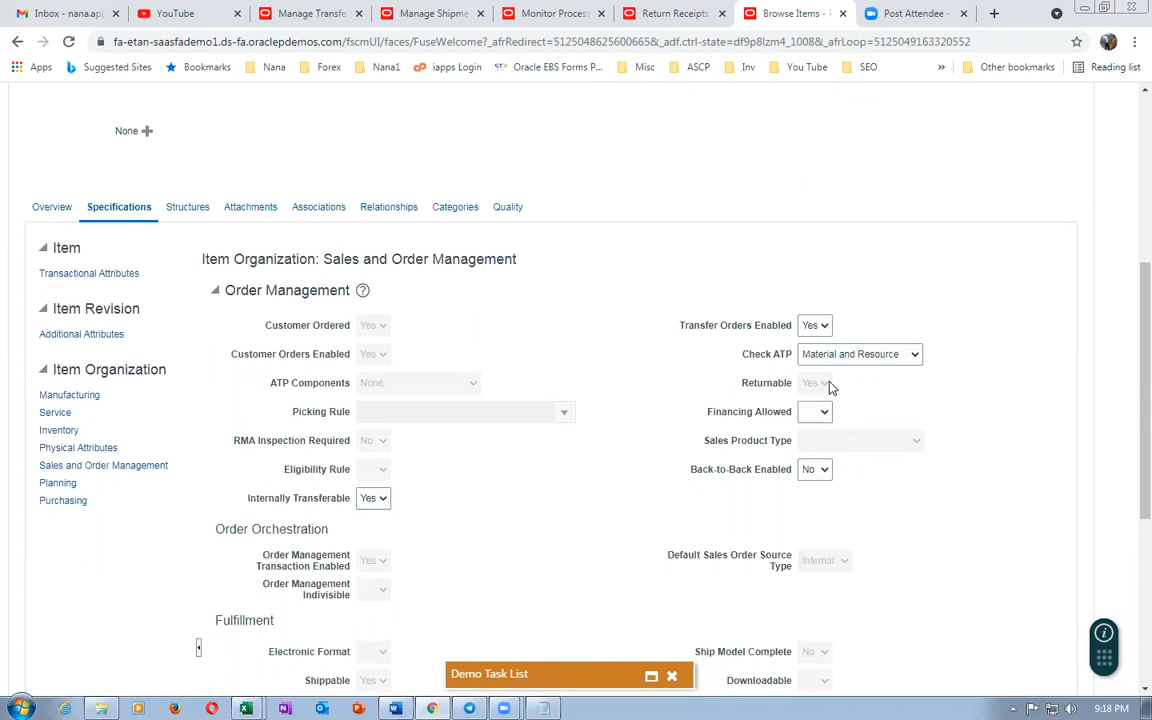 Inbox - nana.ap
YouTube
Manage Transfe
Manage Shipme
Monitor Process
Return Receipts
Browse Items -
Post Attendee -
fa-etan-saasfademo1.ds-fa.oraclepdemos.com/fscmUI/faces/FuseWelcome?_afrRedirect=5125048625600665&_adf.ctrl-state=df9p8lzm4_1008&_afrLoop=5125049163320552
Apps
Suggested Sites
Bookmarks
Nana
Forex
Nana1
iapps Login
Oracle EBS Forms P...
Misc
ASCP
Inv
You Tube
SEO
»
Other bookmarks
Reading list
None
Overview
Specifications
Structures
Attachments
Associations
Relationships
Categories
Quality
Item
Transactional Attributes
Item Revision
Additional Attributes
Item Organization
Manufacturing
Service
Inventory
Physical Attributes
Sales and Order Management
Planning
Purchasing
Item Organization: Sales and Order Management
Order Management
Customer Ordered Yes
Transfer Orders Enabled Yes
Customer Orders Enabled Yes
Check ATP Material and Resource
ATP Components None
Returnable Yes
Picking Rule
Financing Allowed
RMA Inspection Required No
Sales Product Type
Eligibility Rule
Back-to-Back Enabled No
Internally Transferable Yes
Order Orchestration
Order Management
Transaction Enabled Yes
Default Sales Order Source
Type Internal
Order Management
Indivisible
Fulfillment
Electronic Format
Ship Model Complete No
Shippable Yes
Downloadable
Demo Task List
9:18 PM